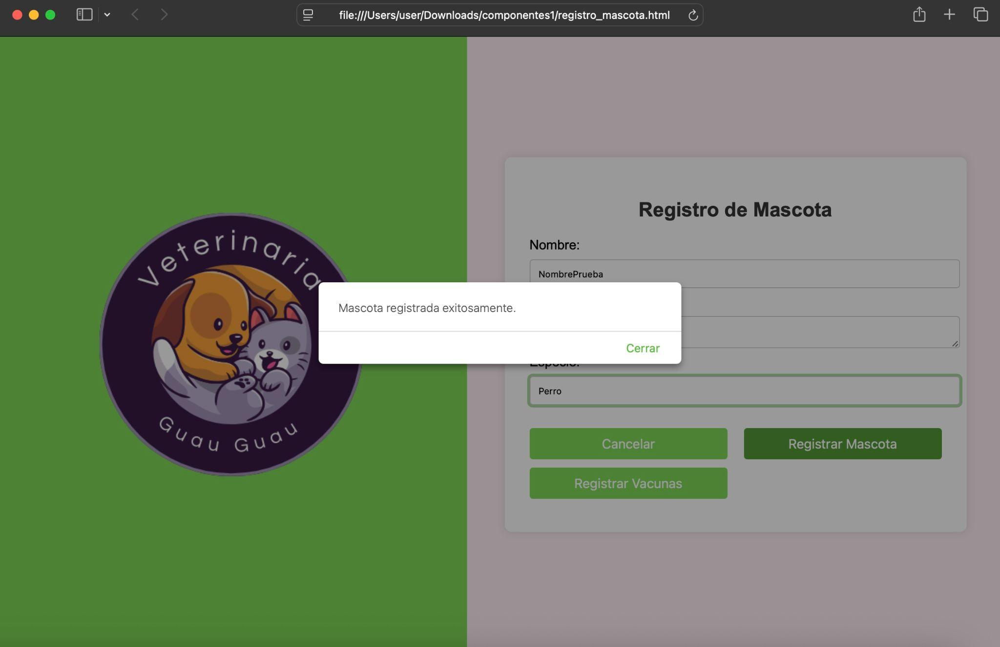 file:///Users/user/Downloads/componentes1/registro_mascota.html
Veterinaria
Guau Guau
Registro de Mascota
Nombre:
NombrePrueba
Mascota registrada exitosamente.
Cerrar
Especie:
Perro
Cancelar
Registrar Mascota
Registrar Vacunas